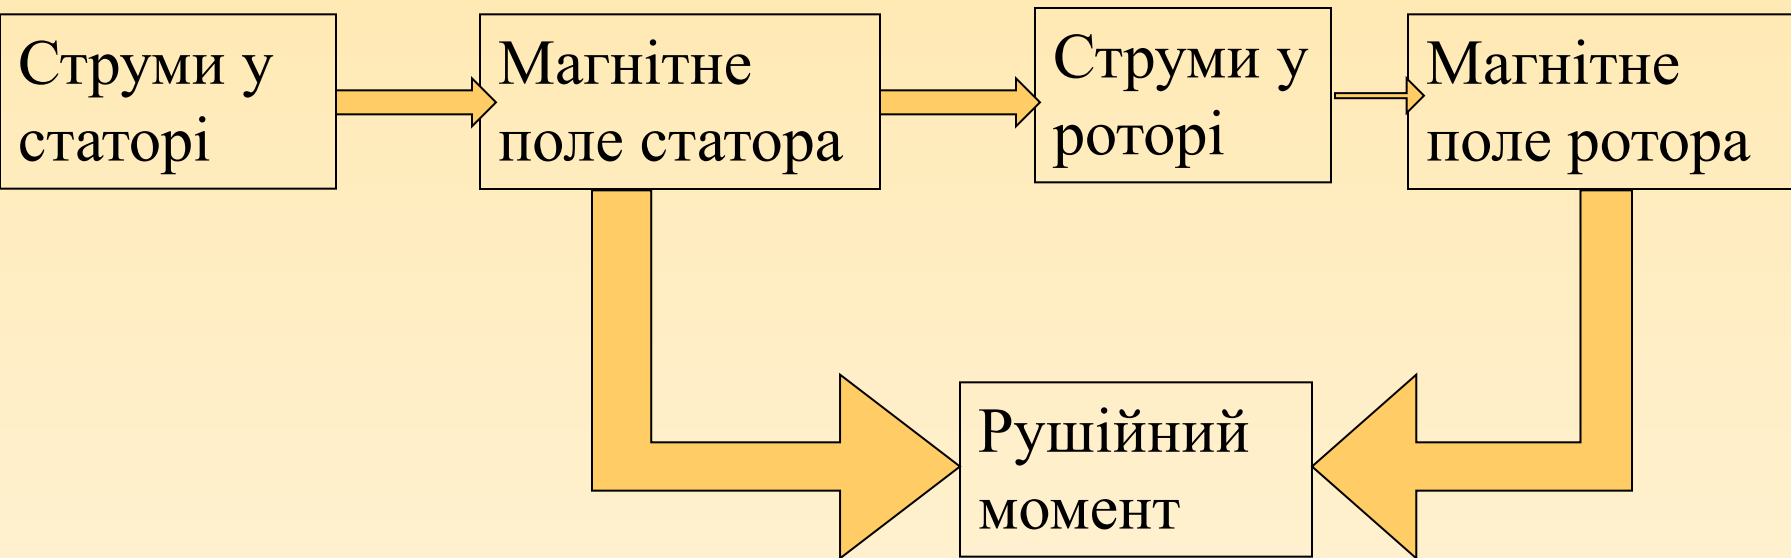 Струми у
статорі
Магнітне
поле статора
Струми у
роторі
Магнітне
поле ротора
Рушійний
момент